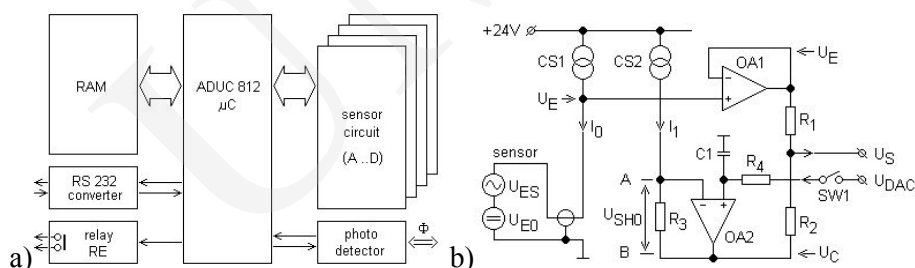 RAM
ADUC 812
μC
sensor
circuit
(A ..D)
RS 232
converter
relay
RE
photo
detector
Φ
a)
+24V
CS1
CS2
OA1
U_E
U_E
I_0
I_1
R_1
sensor
C1
R_4
U_S
U_DAC
SW1
A
U_ES
U_E0
U_SH0
R_3
OA2
R_2
B
U_C
b)